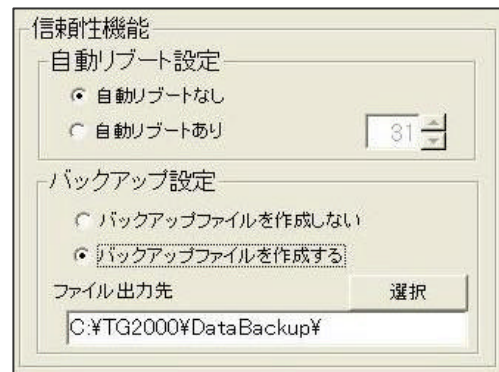 信頼性機能
自動リブート設定
自動リブートなし
自動リブートあり 31
バックアップ設定
バックアップファイルを作成しない
バックアップファイルを作成する
ファイル出力先 選択
C:¥TG2000¥DataBackup¥